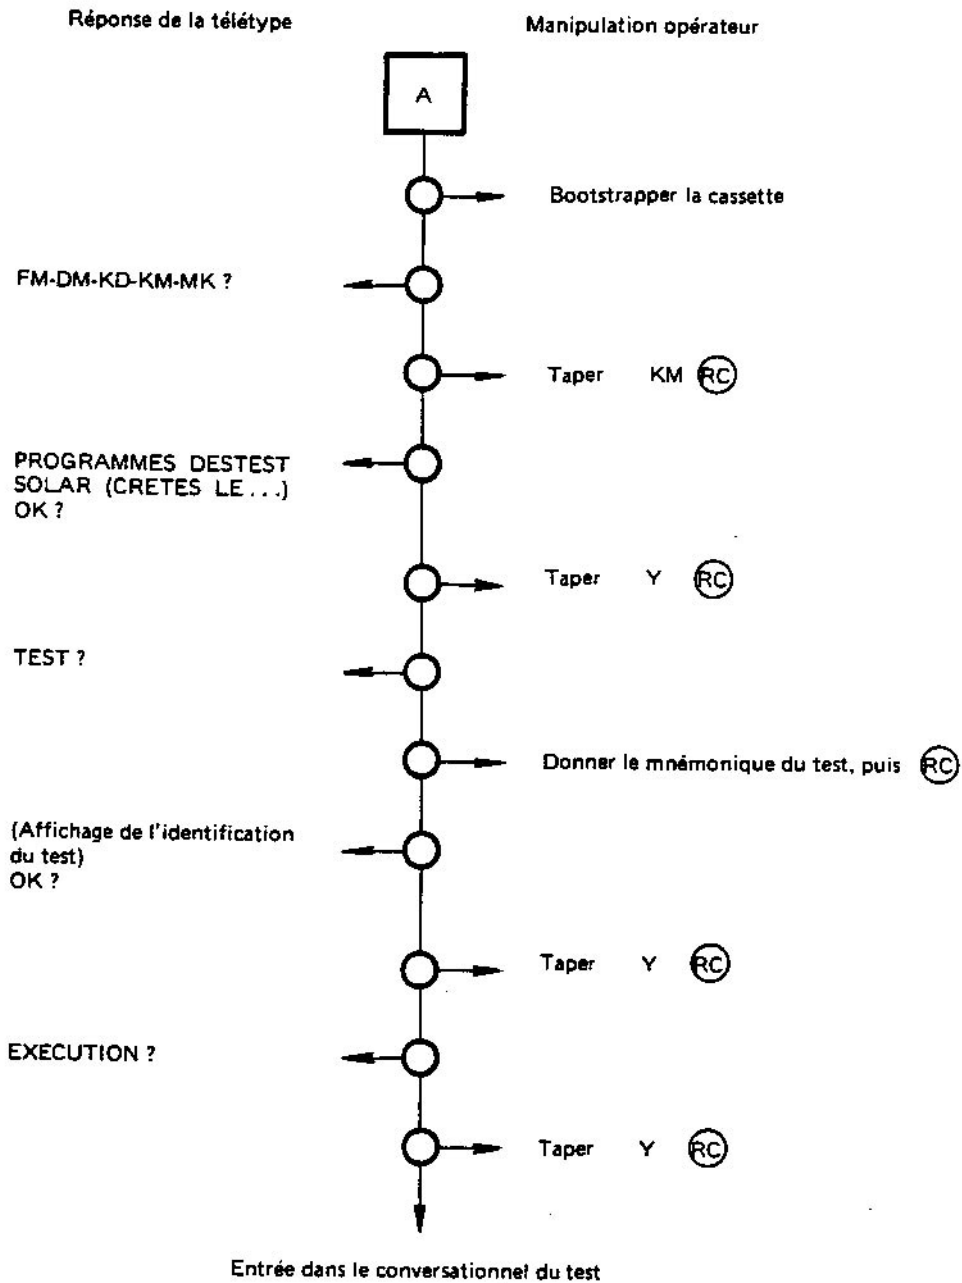 Réponse de la télétype
Manipulation opérateur
A
Bootstrapper la cassette
FM-DM-KD-KM-MK ?
Taper KM RC
PROGRAMMES DESTEST
SOLAR (CRETES LE . . .)
OK ?
Taper Y RC
TEST ?
Donner le mnémonique du test, puis RC
(Affichage de l'identification
du test)
OK ?
Taper Y RC
EXECUTION ?
Taper Y RC
Entrée dans le conversationnel du test